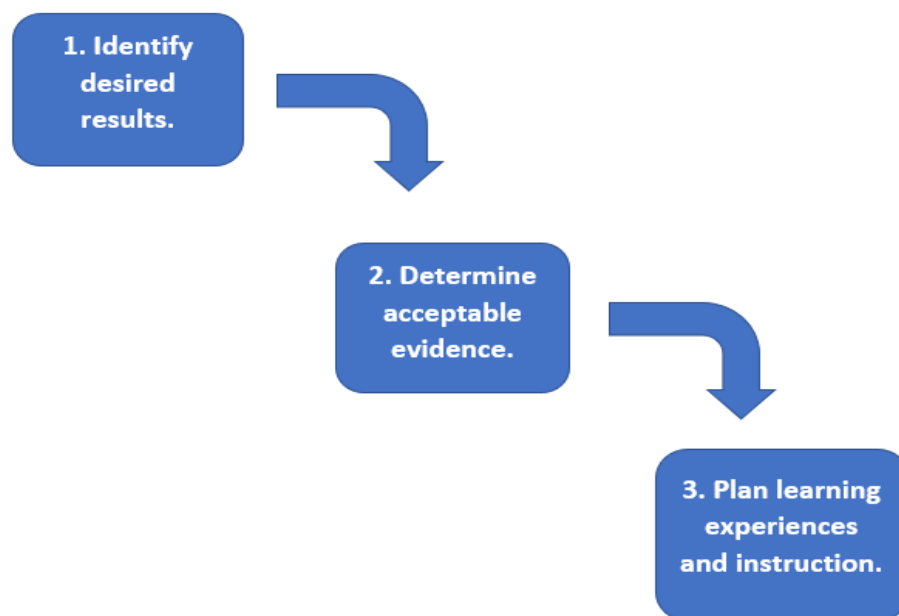 1. Identify
desired
results.
2. Determine
acceptable
evidence.
3. Plan learning
experiences
and instruction.